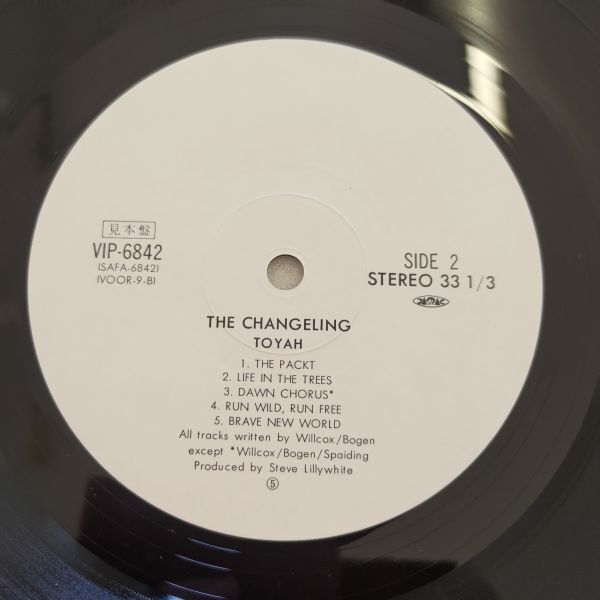 見本盤
VIP-6842
(SAFA-6842)
(VOOR-9-B)
SIDE 2
STEREO 33 1/3
THE CHANGELING
TOYAH
1. THE PACKT
2. LIFE IN THE TREES
3. DAWN CHORUS*
4. RUN WILD, RUN FREE
5. BRAVE NEW WORLD
All tracks written by Willcox/Bogen
except *Willcox/Bogen/Spaiding
Produced by Steve Lillywhite
⑤